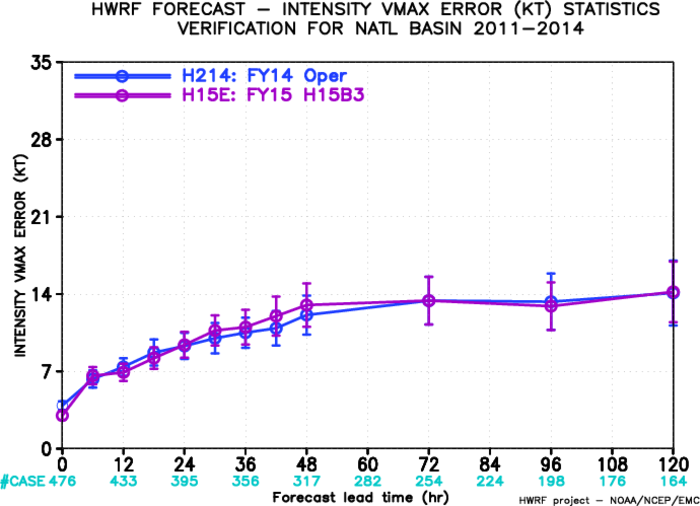 HWRF FORECAST – INTENSITY VMAX ERROR (KT) STATISTICS
VERIFICATION FOR NATL BASIN 2011–2014
H214: FY14 Oper
H15E: FY15 H15B3
INTENSITY VMAX ERROR (KT)
35
28
21
14
7
0
0 12 24 36 48 60 72 84 96 108 120
#CASE 476 433 395 356 317 282 254 224 198 176 164
Forecast lead time (hr)
HWRF project – NOAA/NCEP/EMC